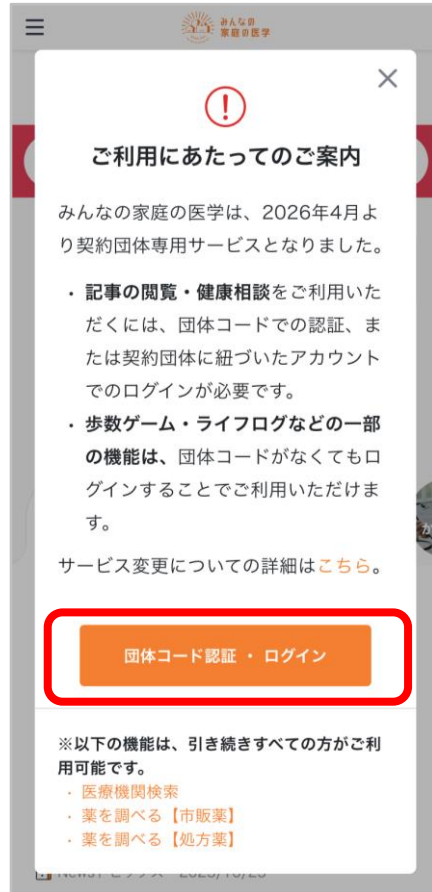 みんなの
家庭の医学
ご利用にあたってのご案内
みんなの家庭の医学は、2026年4月よ
り契約団体専用サービスとなりました。
・記事の閲覧・健康相談をご利用いた
だくには、団体コードでの認証、ま
たは契約団体に紐づいたアカウント
でのログインが必要です。
・歩数ゲーム・ライフログなどの一部
の機能は、団体コードがなくてもロ
グインすることでご利用いただけま
す。
サービス変更についての詳細はこちら。
団体コード認証 ・ ログイン
※以下の機能は、引き続きすべての方がご利
用可能です。
・医療機関検索
・薬を調べる【市販薬】
・薬を調べる【処方薬】